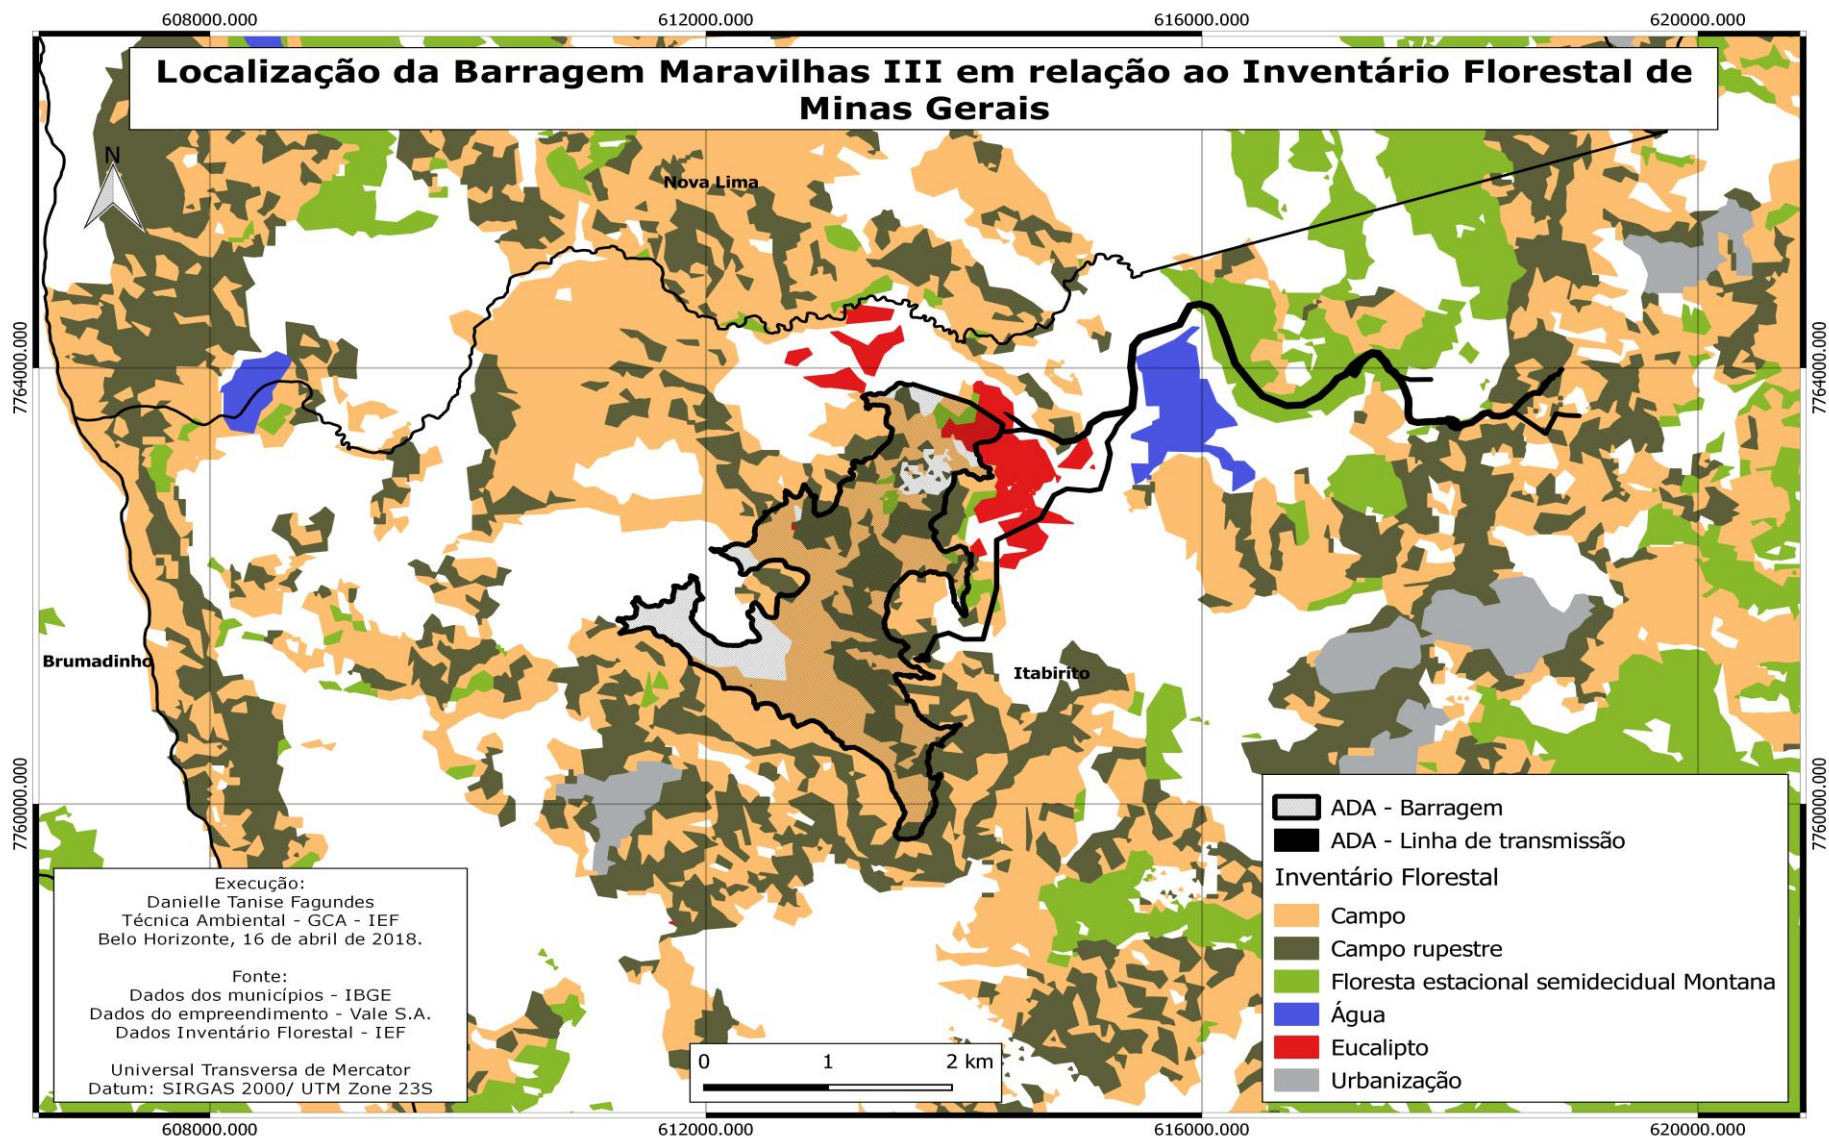 608000.000 612000.000 616000.000 620000.000
Localização da Barragem Maravilhas III em relação ao Inventário Florestal de
Minas Gerais
N
Nova Lima
7764000.000 7764000.000
Brumadinho
Itabirito
7760000.000 7760000.000
ADA - Barragem
ADA - Linha de transmissão
Inventário Florestal
Campo
Campo rupestre
Floresta estacional semidecidual Montana
Água
Eucalipto
Urbanização
Execução:
Danielle Tanise Fagundes
Técnica Ambiental - GCA - IEF
Belo Horizonte, 16 de abril de 2018.
Fonte:
Dados dos municípios - IBGE
Dados do empreendimento - Vale S.A.
Dados Inventário Florestal - IEF
Universal Transversa de Mercator
Datum: SIRGAS 2000/ UTM Zone 23S
0 1 2 km
608000.000 612000.000 616000.000 620000.000